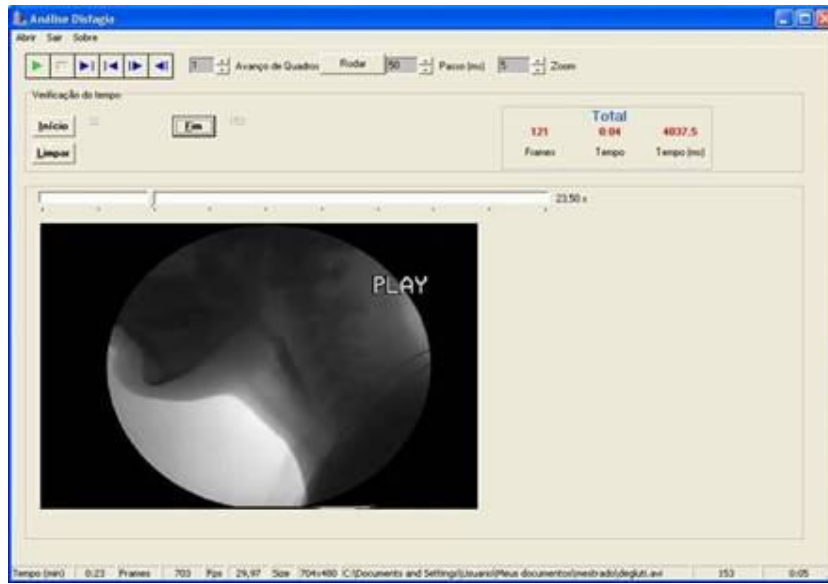 Análise Disfagia
Abrir Sair Sobre
1 Avanço de Quadros Rodar 50 Passo (ms) 5 Zoom
Verificação do tempo
Início Fim
Limpar
Total
121 0:04 4037,5
Frames Tempo Tempo (ms)
23.50 s
PLAY
Tempo (min) 0:23 Frames 703 Fps 29,97 Size 704x480 C:\Documents and Settings\Usuario\Meus documentos\mestrado\degluti.avi 153 0:05